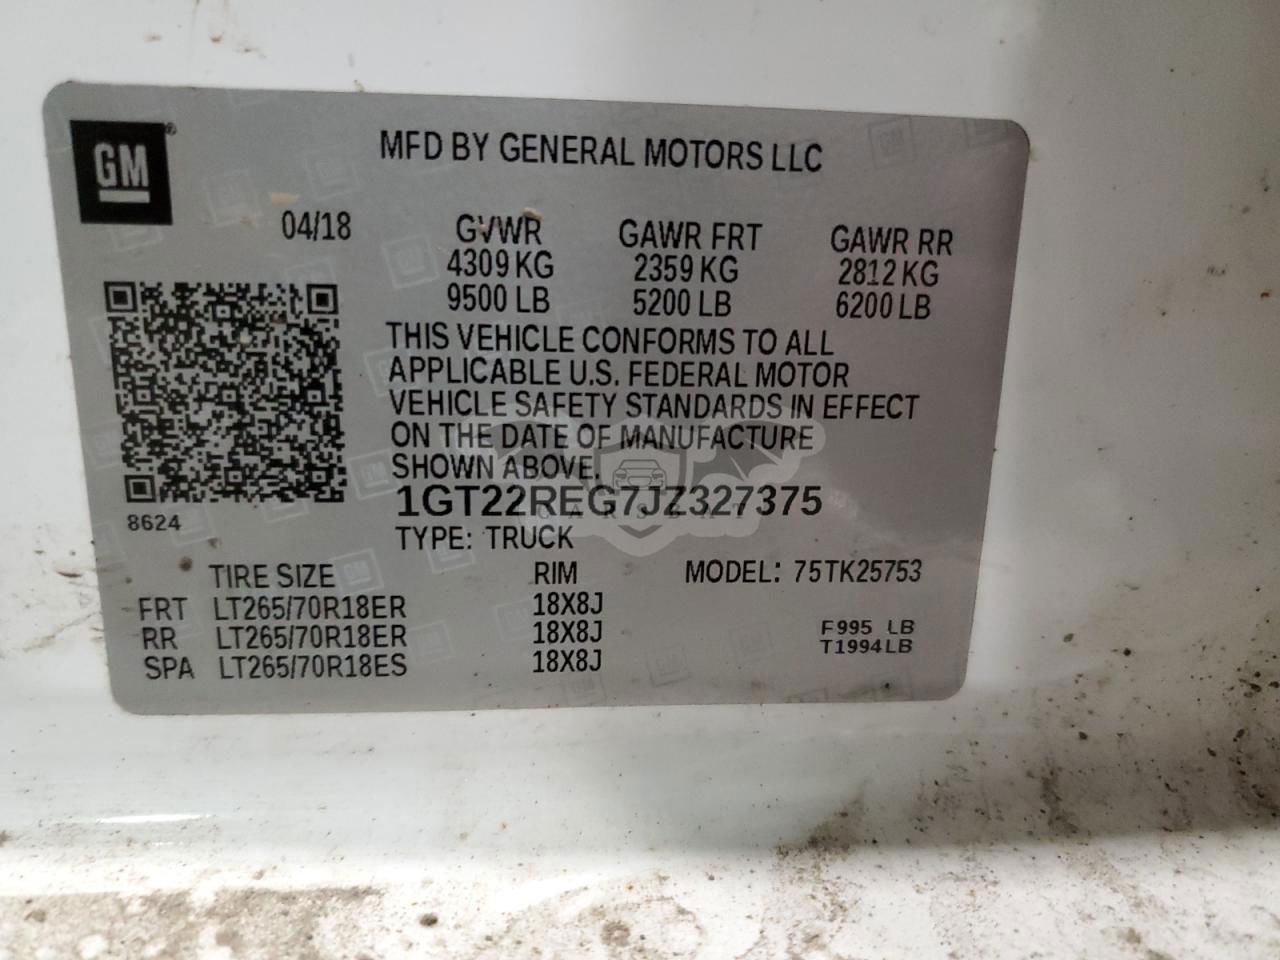 GM®
MFD BY GENERAL MOTORS LLC
04/18 GVWR GAWR FRT GAWR RR
4309 KG 2359 KG 2812 KG
9500 LB 5200 LB 6200 LB
THIS VEHICLE CONFORMS TO ALL
APPLICABLE U.S. FEDERAL MOTOR
VEHICLE SAFETY STANDARDS IN EFFECT
ON THE DATE OF MANUFACTURE
SHOWN ABOVE.
1GT22REG7JZ327375
8624
TYPE: TRUCK
TIRE SIZE RIM MODEL: 75TK25753
FRT LT265/70R18ER 18X8J
RR LT265/70R18ER 18X8J
SPA LT265/70R18ES 18X8J
F995 LB
T1994LB